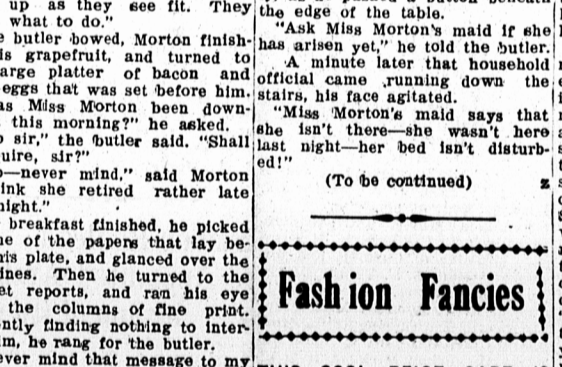 up as they see fit. They
what to do."
butler bowed, Morton finish-
is grapefruit, and turned to
arge platter of bacon and
eggs that was set before him.
as Miss Morton been down-
this morning?" he asked.
sir," the butler said. "Shall
uire, sir?"
—never mind," said Morton
ink she retired rather late
night."
breakfast finished, he picked
ne of the papers that lay be-
his plate, and glanced over the
ines. Then he turned to the
et reports, and ran his eye
the columns of fine print.
ntly finding nothing to inter-
im, he rang for the butler.
ever mind that message to my
the edge of the table.
"Ask Miss Morton's maid if she
has arisen yet," he told the butler.
A minute later that household
official came running down the
stairs, his face agitated.
"Miss Morton's maid says that
she isn't there—she wasn't here
last night—her bed isn't disturb-
ed!"
(To be continued) z
Fashion Fancies